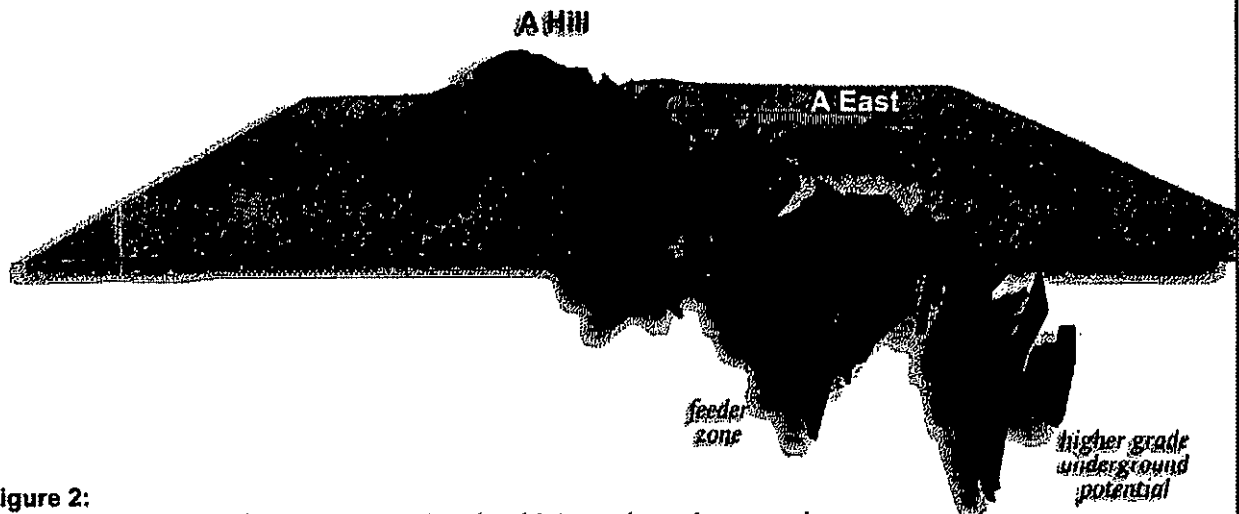 A Hill
A East
feeder
zone
higher grade
underground
potential
igure 2: